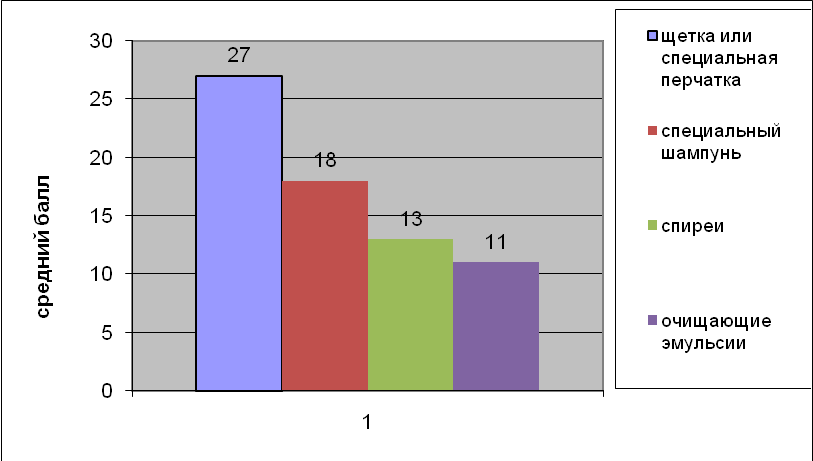 30
25
20
15
10
5
0
средний балл
27
18
13
11
1
щетка или
специальная
перчатка
специальный
шампунь
спиреи
очищающие
эмульсии